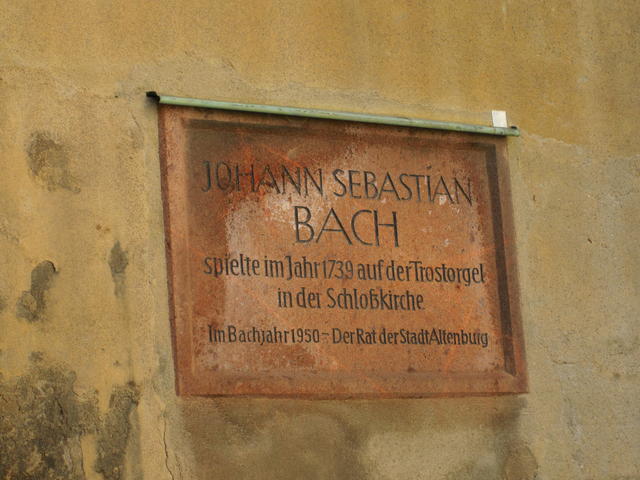 JOHANN SEBASTIAN
BACH
spielte im Jahr 1739 auf der Trostorgel
in der Schloßkirche
Im Bachjahr 1950 – Der Rat der Stadt Altenburg